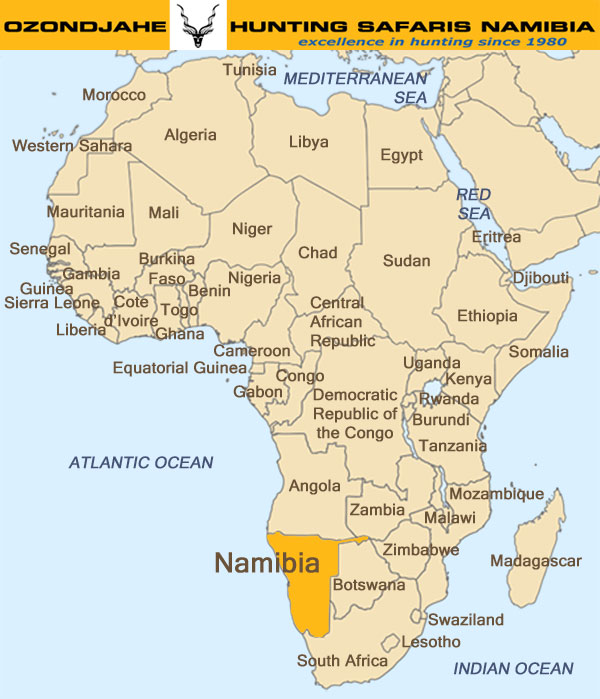 OZONDJAHE HUNTING SAFARIS NAMIBIA
excellence in hunting since 1980
Tunisia
MEDITERRANEAN
SEA
Morocco
Algeria
Libya
Egypt
Western Sahara
RED
SEA
Mauritania
Mali
Niger
Chad
Sudan
Eritrea
Senegal
Gambia
Burkina
Faso
Nigeria
Djibouti
Guinea
Benin
Sierra Leone
Coté
d'Ivoire
Togo
Central
African
Republic
Ethiopia
Liberia
Ghana
Cameroon
Somalia
Equatorial Guinea
Congo
Uganda
Kenya
Gabon
Democratic
Republic of
the Congo
Rwanda
Burundi
Tanzania
ATLANTIC OCEAN
Angola
Zambia
Mozambique
Malawi
Namibia
Zimbabwe
Madagascar
Botswana
Swaziland
Lesotho
South Africa
INDIAN OCEAN